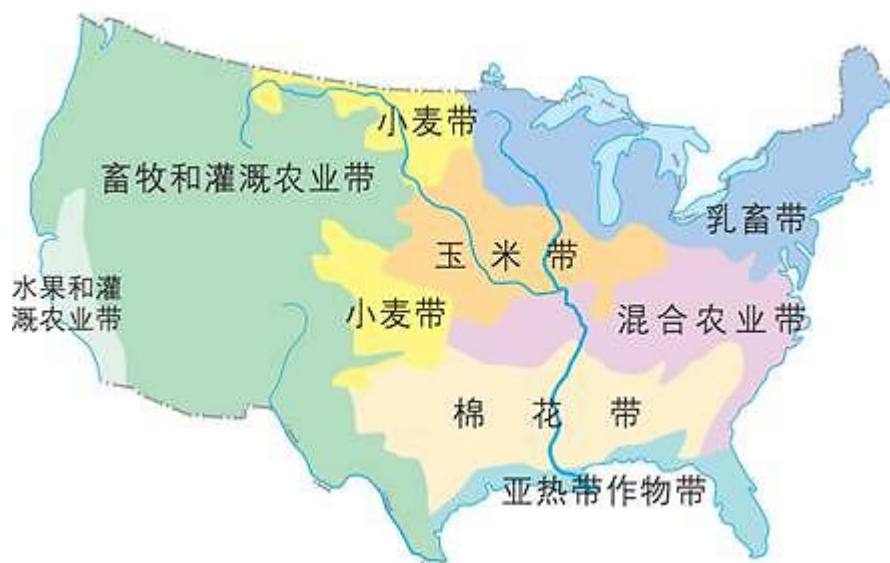 小麦带
畜牧和灌溉农业带
乳畜带
玉米带
水果和灌
溉农业带
小麦带
混合农业带
棉花带
亚热带作物带